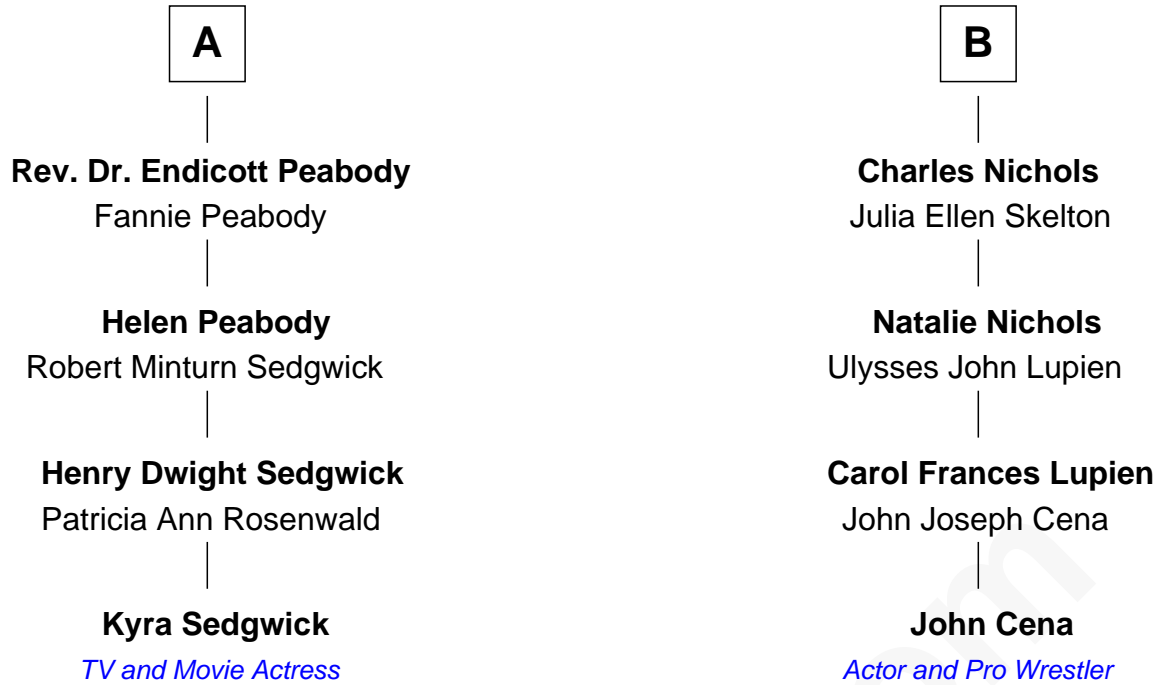 A
B
Rev. Dr. Endicott Peabody
Fannie Peabody
Charles Nichols
Julia Ellen Skelton
Helen Peabody
Robert Minturn Sedgwick
Natalie Nichols
Ulysses John Lupien
Henry Dwight Sedgwick
Patricia Ann Rosenwald
Carol Frances Lupien
John Joseph Cena
Kyra Sedgwick
TV and Movie Actress
John Cena
Actor and Pro Wrestler